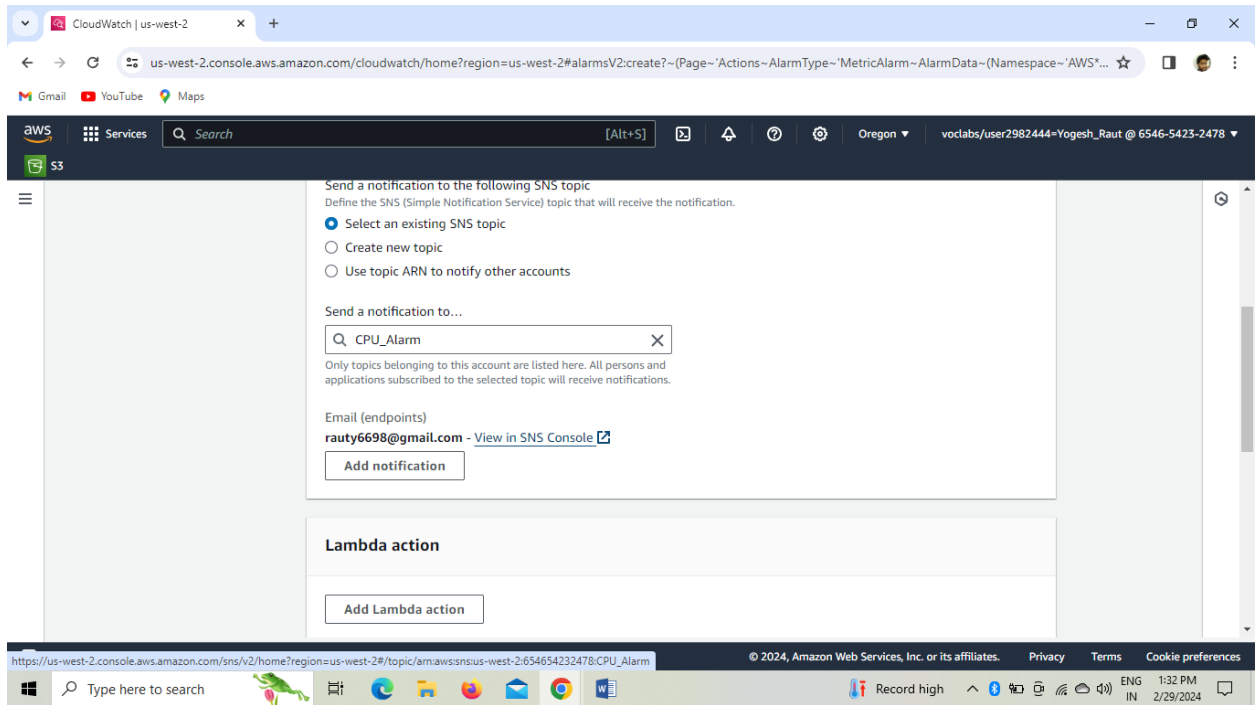 CloudWatch | us-west-2
us-west-2.console.aws.amazon.com/cloudwatch/home?region=us-west-2#alarmsV2:create?~(Page~'Actions~AlarmType~'MetricAlarm~AlarmData~(Namespace~'AWS*...
Gmail YouTube Maps
aws Services Search [Alt+S] Oregon voclabs/user2982444=Yogesh_Raut @ 6546-5423-2478
S3
Send a notification to the following SNS topic
Define the SNS (Simple Notification Service) topic that will receive the notification.
Select an existing SNS topic
Create new topic
Use topic ARN to notify other accounts
Send a notification to…
CPU_Alarm
Only topics belonging to this account are listed here. All persons and
applications subscribed to the selected topic will receive notifications.
Email (endpoints)
rauty6698@gmail.com - View in SNS Console
Add notification
Lambda action
Add Lambda action
https://us-west-2.console.aws.amazon.com/sns/v2/home?region=us-west-2#/topic/arn:aws:sns:us-west-2:654654232478:CPU_Alarm
© 2024, Amazon Web Services, Inc. or its affiliates. Privacy Terms Cookie preferences
Type here to search Record high ENG 1:32 PM
IN 2/29/2024